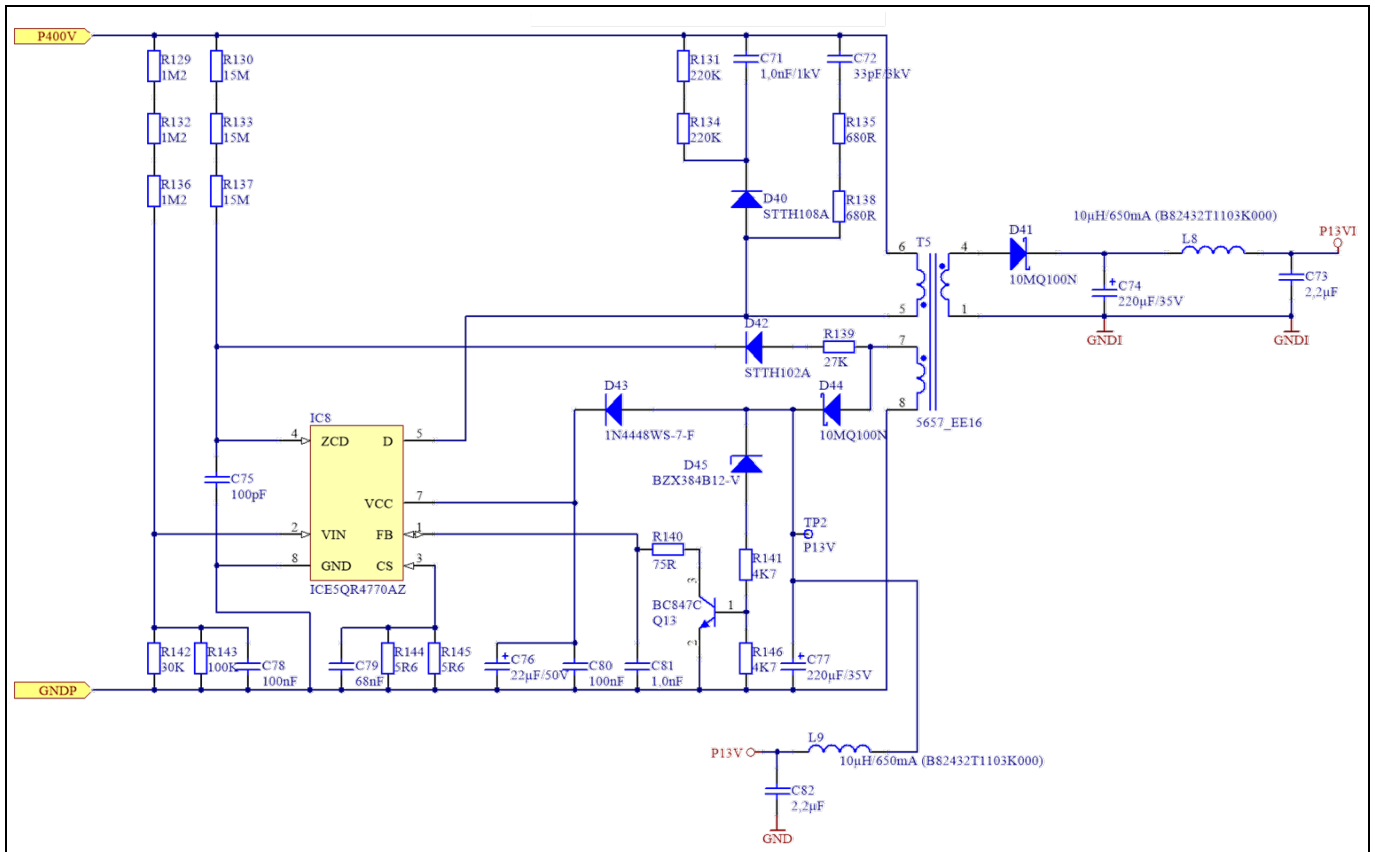 P400V
R129
1M2
R130
15M
R131
220K
C71
1,0nF/1kV
C72
33pF/3kV
R132
1M2
R133
15M
R134
220K
R135
680R
R136
1M2
R137
15M
D40
STTH108A
R138
680R
10µH/650mA (B82432T1103K000)
D41
L8
P13VI
6
T5
4
10MQ100N
C74
220µF/35V
C73
2,2µF
5
1
GNDI
GNDI
D42
R139
7
STTH102A
27K
D43
D44
8
1N4448WS-7-F
10MQ100N
5657_EE16
IC8
4
ZCD
D
5
D45
BZX384B12-V
C75
100pF
VCC
7
2
VIN
FB
1
TP2
P13V
R140
75R
R141
4K7
8
GND
CS
3
ICE5QR4770AZ
3
BC847C
Q13
1
2
R142
30K
R143
100K
C78
100nF
C79
68nF
R144
5R6
R145
5R6
C76
22µF/50V
C80
100nF
C81
1,0nF
R146
4K7
C77
220µF/35V
GNDP
P13V
L9
10µH/650mA (B82432T1103K000)
C82
2,2µF
GND